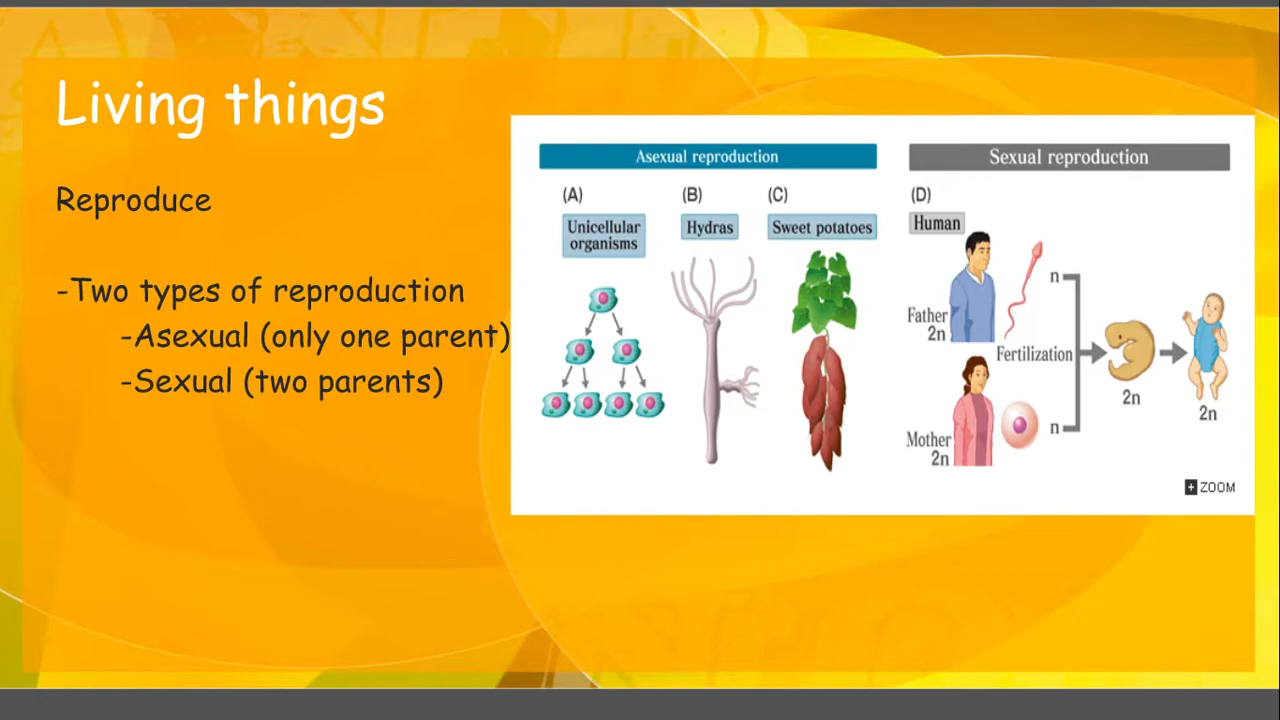 Living things
Reproduce
-Two types of reproduction
-Asexual (only one parent)
-Sexual (two parents)
Asexual reproduction
(A)
Unicellular
organisms
(B)
Hydras
(C)
Sweet potatoes
Sexual reproduction
(D)
Human
Father
2n
n
Fertilization
Mother
2n
n
2n
2n
+ ZOOM